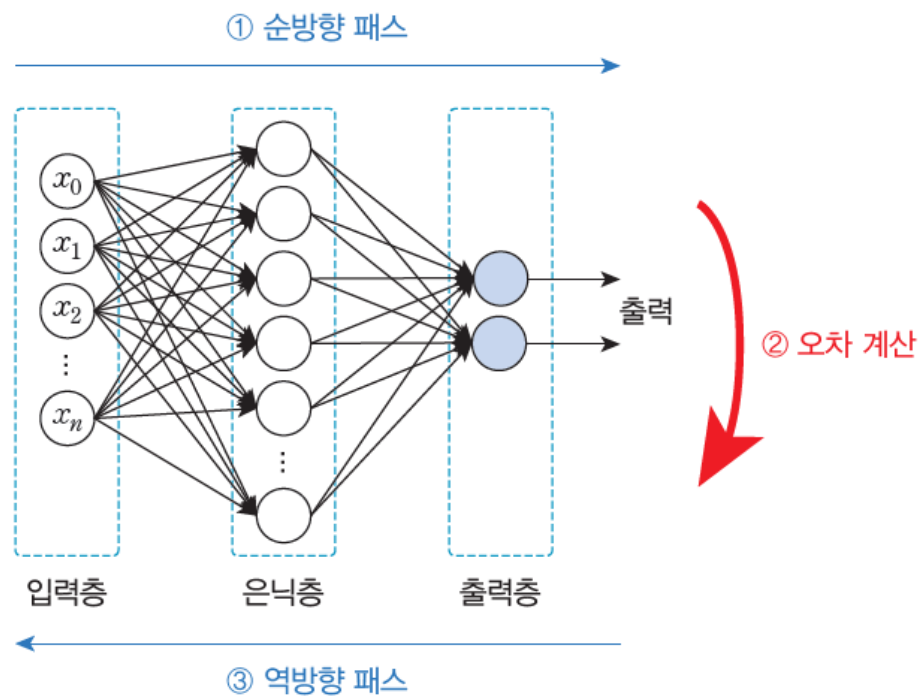 ① 순방향 패스
x₀
x₁
x₂
⋮
xₙ
⋮
출력
② 오차 계산
입력층
은닉층
출력층
③ 역방향 패스